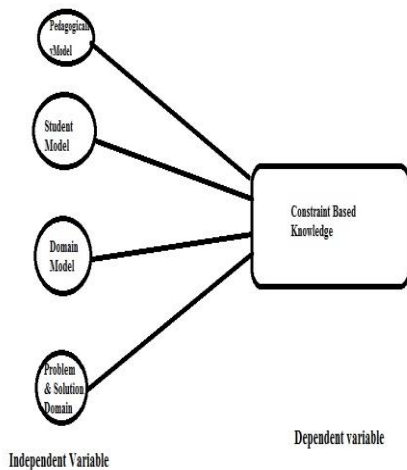 Pedagogical
vModel
Student
Model
Domain
Model
Problem
& Solution
Domain
Constraint Based
Knowledge
Independent Variable
Dependent variable